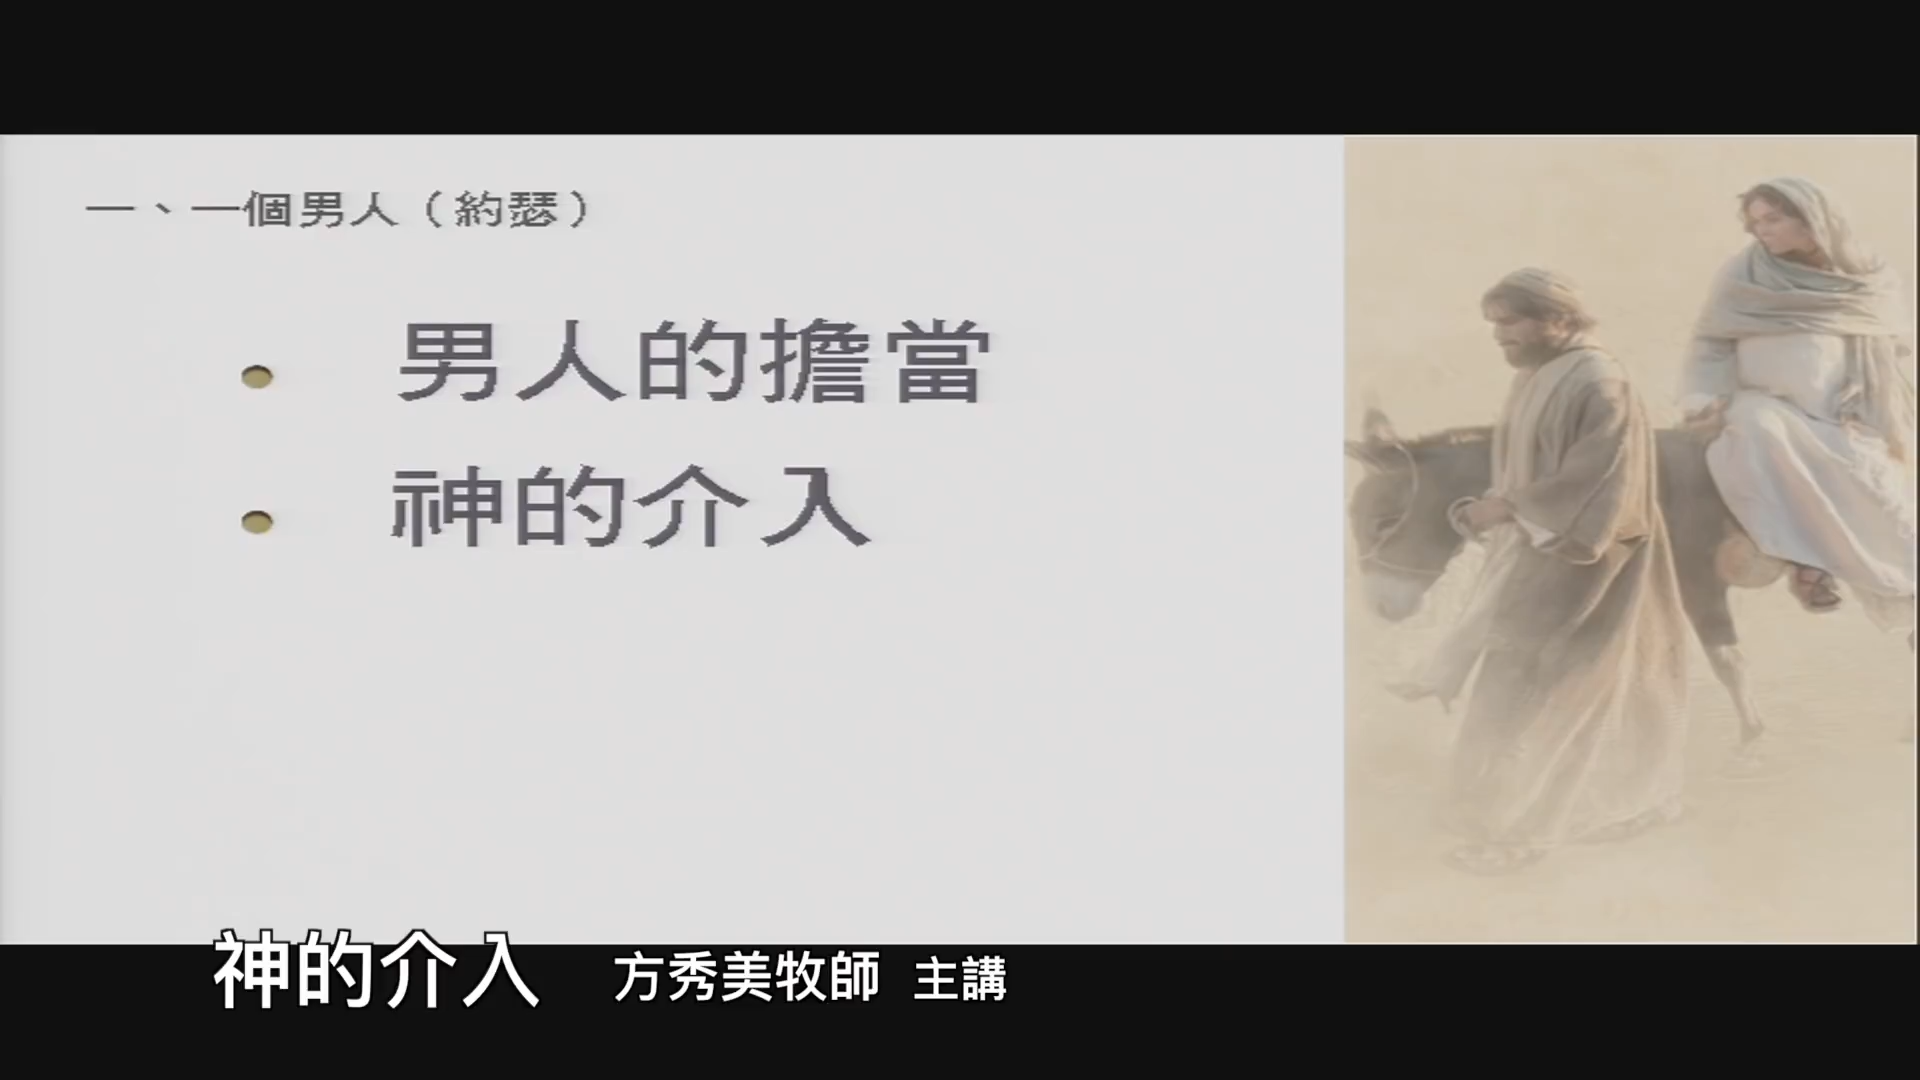 一、一個男人（約瑟）
• 男人的擔當
• 神的介入
神的介入 方秀美牧師 主講